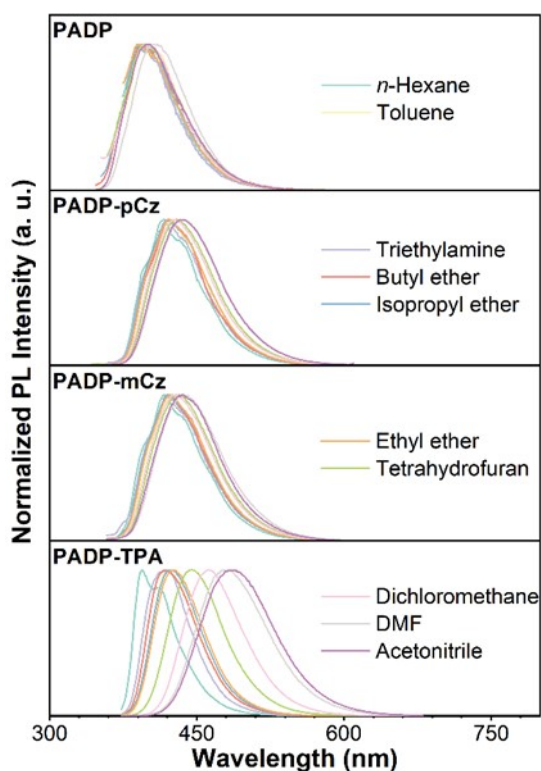 PADP
n-Hexane
Toluene
PADP-pCz
Triethylamine
Butyl ether
Isopropyl ether
PADP-mCz
Ethyl ether
Tetrahydrofuran
PADP-TPA
Dichloromethane
DMF
Acetonitrile
Normalized PL Intensity (a. u.)
300 450 600 750
Wavelength (nm)